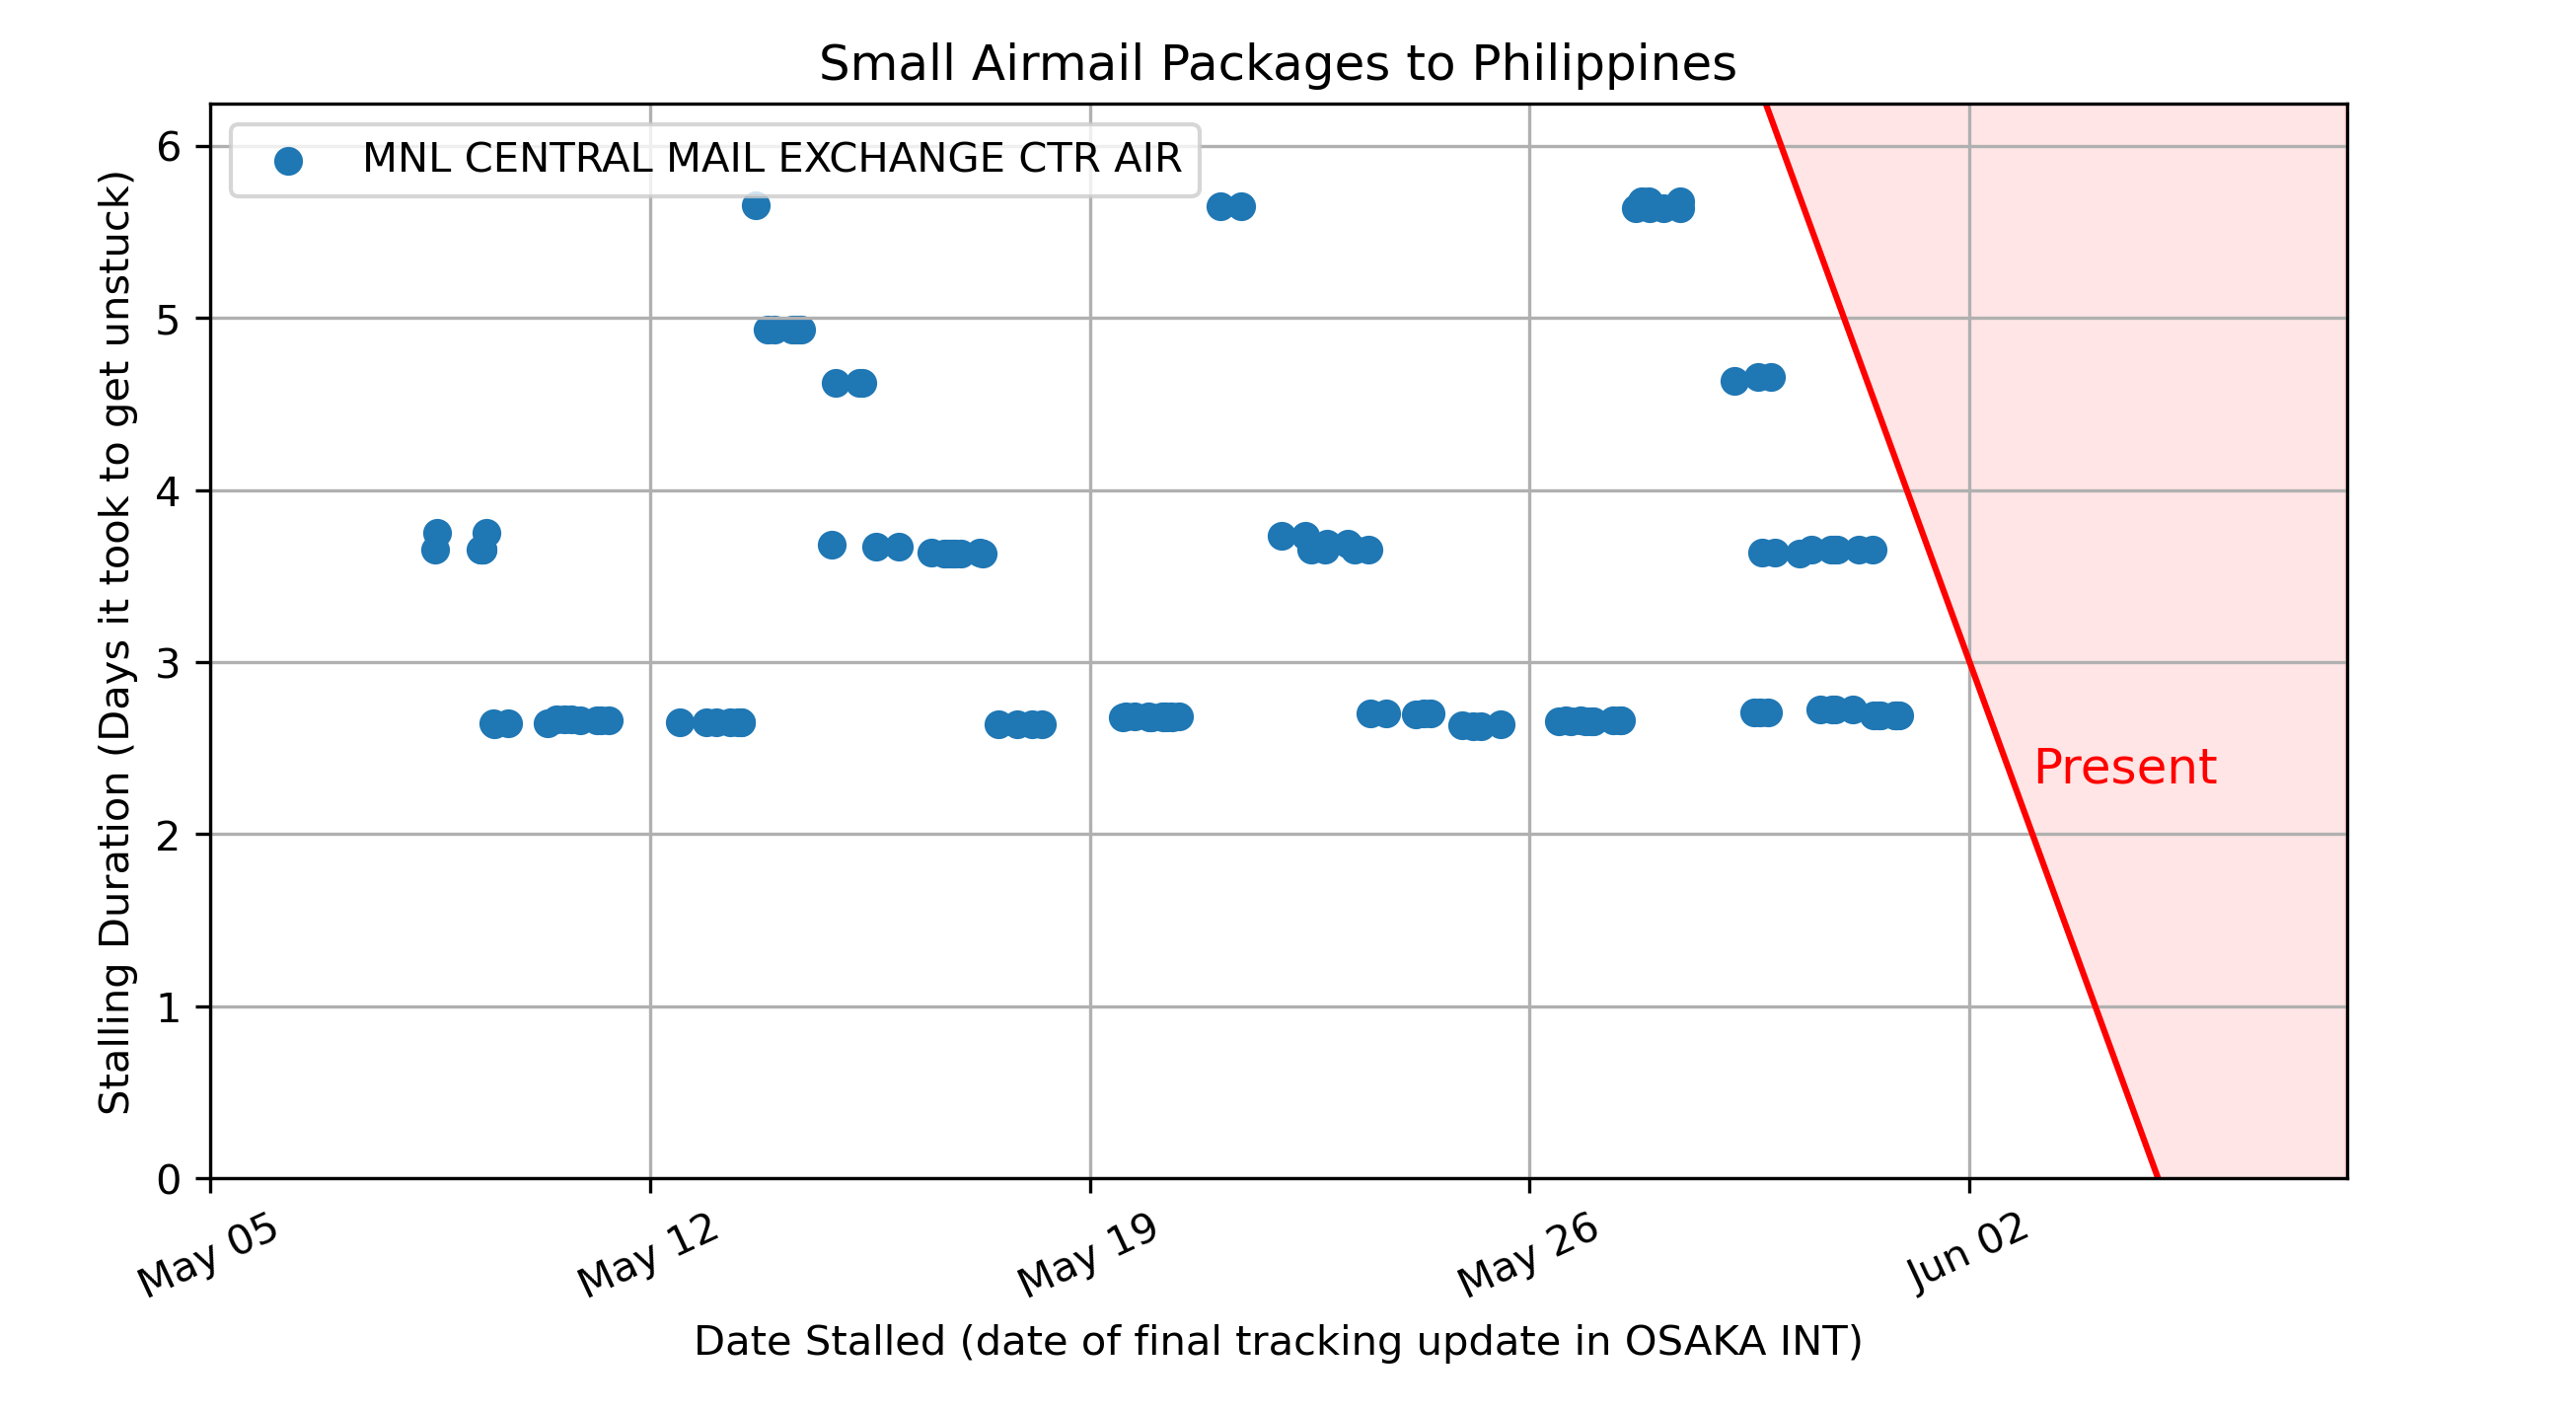 Small Airmail Packages to Philippines
MNL CENTRAL MAIL EXCHANGE CTR AIR
Stalling Duration (Days it took to get unstuck)
6
5
4
3
2
1
0
Present
May 05
May 12
May 19
May 26
Jun 02
Date Stalled (date of final tracking update in OSAKA INT)